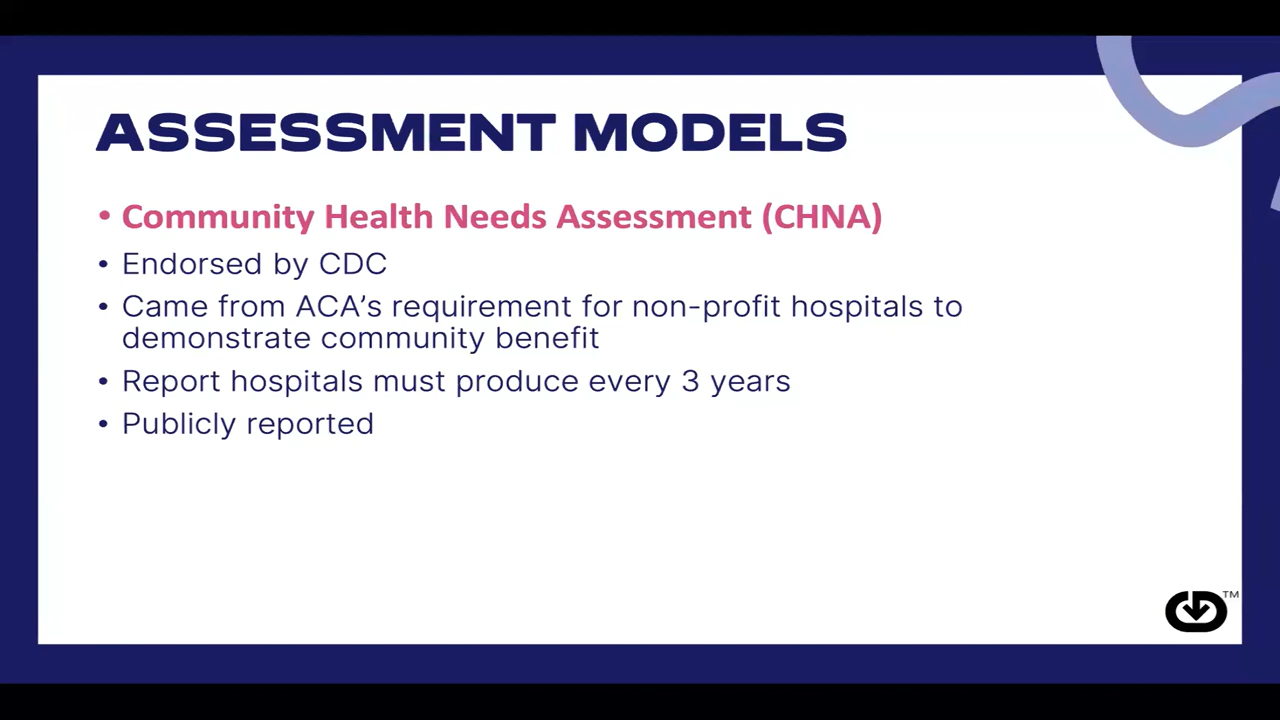 ASSESSMENT MODELS
• Community Health Needs Assessment (CHNA)
• Endorsed by CDC
• Came from ACA’s requirement for non-profit hospitals to
demonstrate community benefit
• Report hospitals must produce every 3 years
• Publicly reported
TM